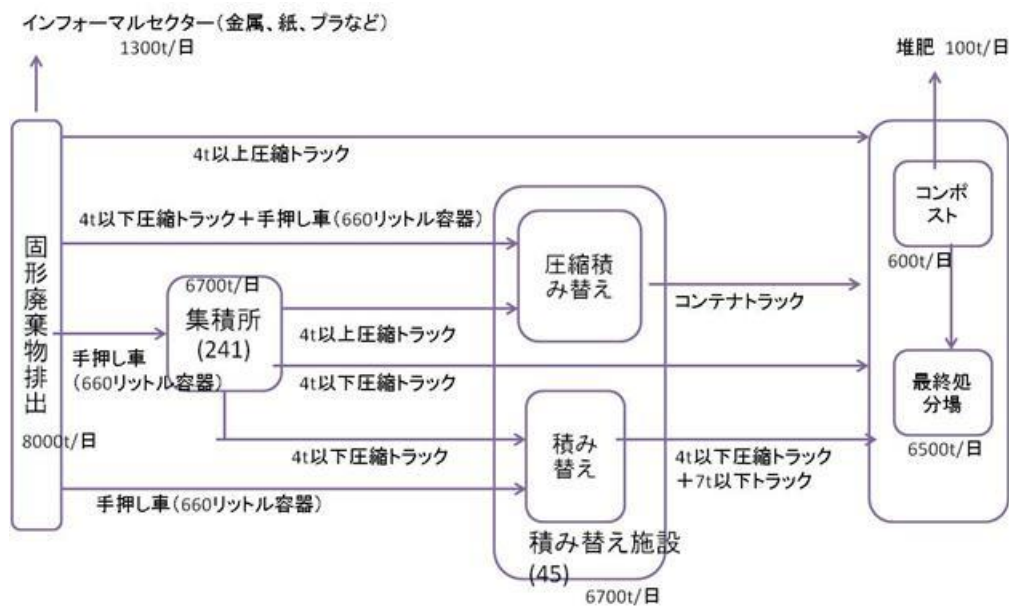 インフォーマルセクター(金属、紙、プラなど)
1300t/日
堆肥 100t/日
4t以上圧縮トラック
4t以下圧縮トラック+手押し車(660リットル容器)
固形廃棄物排出
8000t/日
6700t/日
集積所
(241)
手押し車
(660リットル容器)
圧縮積
み替え
コンテナトラック
4t以上圧縮トラック
4t以下圧縮トラック
4t以下圧縮トラック
手押し車(660リットル容器)
積み
替え
4t以下圧縮トラック
+7t以下トラック
積み替え施設
(45)
6700t/日
コンポ
スト
600t/日
最終処
分場
6500t/日